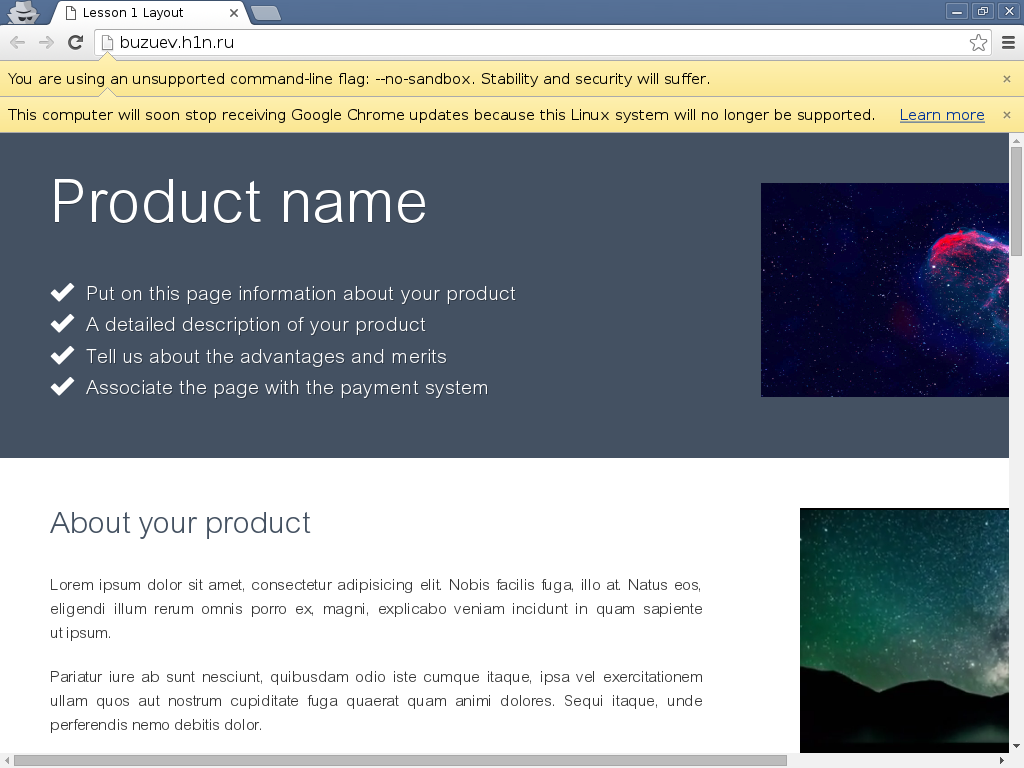 Lesson 1 Layout
buzuev.h1n.ru
You are using an unsupported command-line flag: --no-sandbox. Stability and security will suffer.
This computer will soon stop receiving Google Chrome updates because this Linux system will no longer be supported. Learn more
Product name
Put on this page information about your product
A detailed description of your product
Tell us about the advantages and merits
Associate the page with the payment system
About your product
Lorem ipsum dolor sit amet, consectetur adipisicing elit. Nobis facilis fuga, illo at. Natus eos,
eligendi illum rerum omnis porro ex, magni, explicabo veniam incidunt in quam sapiente
ut ipsum.
Pariatur iure ab sunt nesciunt, quibusdam odio iste cumque itaque, ipsa vel exercitationem
ullam quos aut nostrum cupiditate fuga quaerat quam animi dolores. Sequi itaque, unde
perferendis nemo debitis dolor.